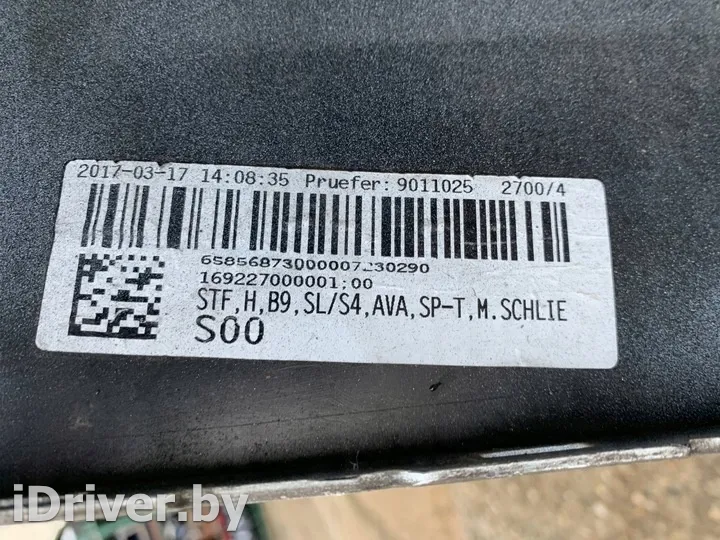 2017-03-17 14:08:35 Pruefer: 9011025 2700/4
169227000001;00
STF,H,B9,SL/S4,AVA,SP-T,M.SCHLIE
S00
iDriver.by